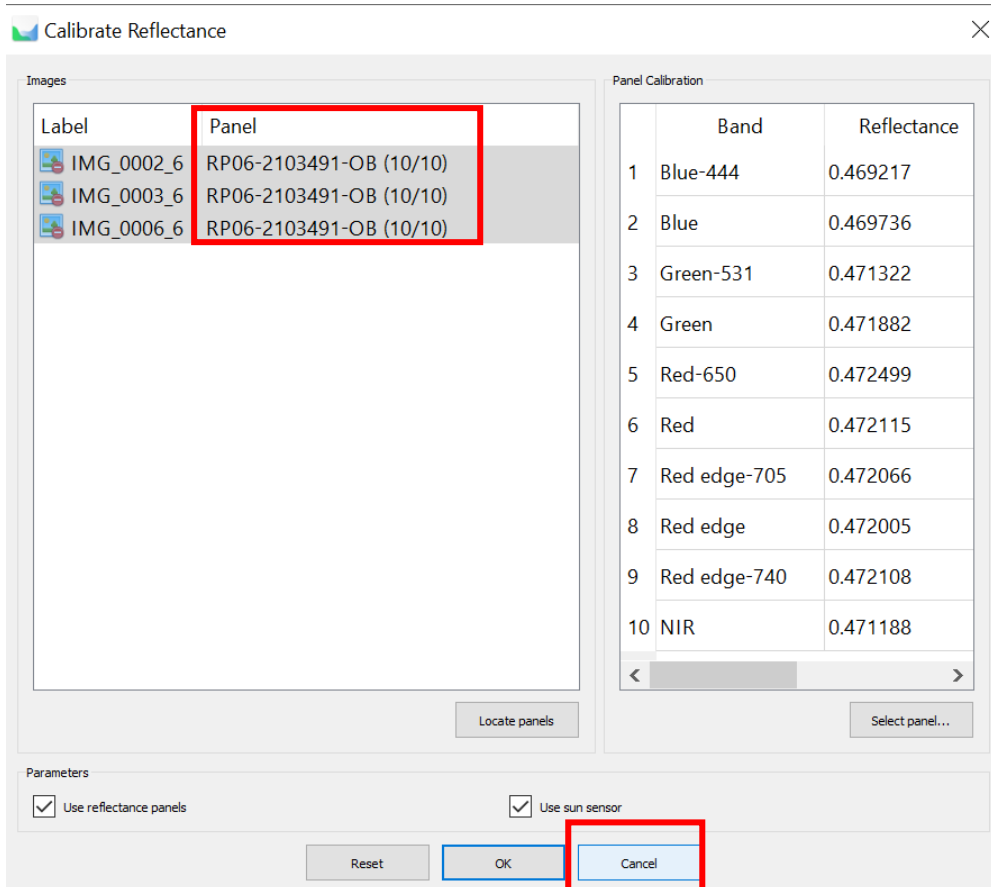 Calibrate Reflectance
Images
Label Panel
IMG_0002_6 RP06-2103491-OB (10/10)
IMG_0003_6 RP06-2103491-OB (10/10)
IMG_0006_6 RP06-2103491-OB (10/10)
Locate panels
Panel Calibration
Band Reflectance
1 Blue-444 0.469217
2 Blue 0.469736
3 Green-531 0.471322
4 Green 0.471882
5 Red-650 0.472499
6 Red 0.472115
7 Red edge-705 0.472066
8 Red edge 0.472005
9 Red edge-740 0.472108
10 NIR 0.471188
Select panel...
Parameters
Use reflectance panels Use sun sensor
Reset OK Cancel